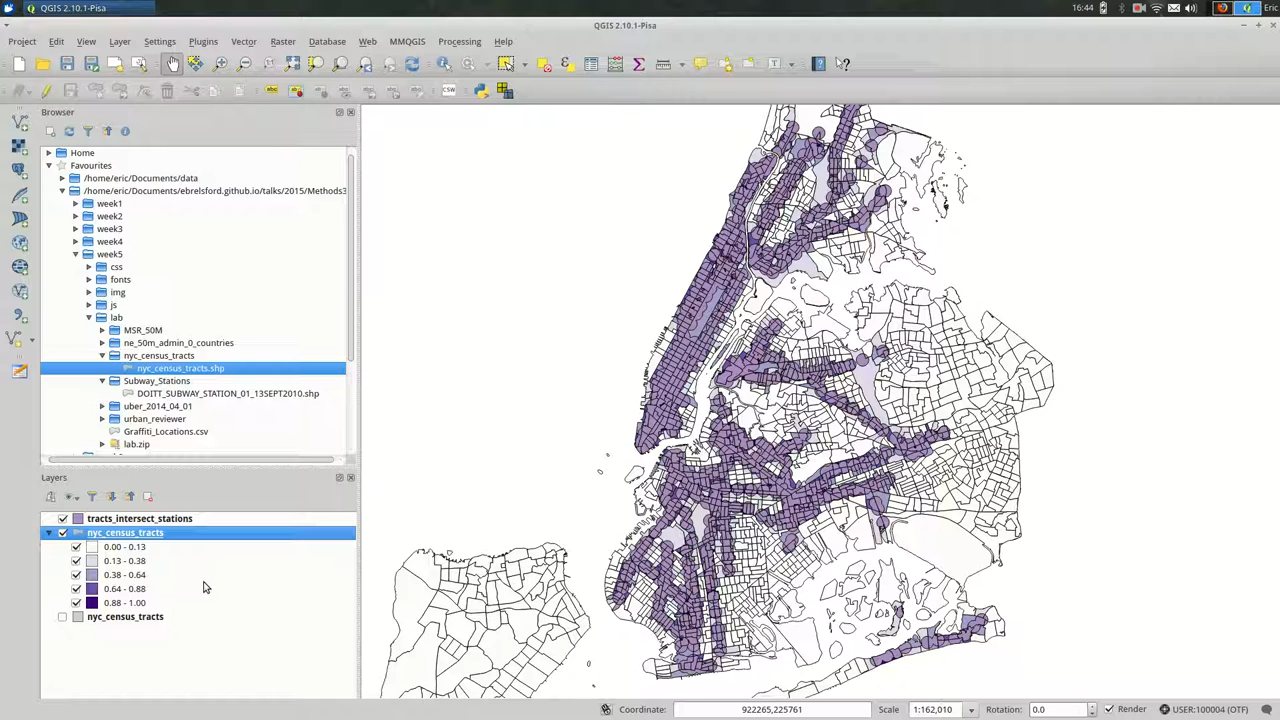 QGIS 2.10.1-Pisa
16:44
Eric
QGIS 2.10.1-Pisa
Project Edit View Layer Settings Plugins Vector Raster Database Web MMQGIS Processing Help
abc
CSW
Browser
Home
Favourites
/home/eric/Documents/data
/home/eric/Documents/ebrelsford.github.io/talks/2015/Methods3
week1
week2
week3
week4
week5
css
fonts
img
js
lab
MSR_50M
ne_50m_admin_0_countries
nyc_census_tracts
nyc_census_tracts.shp
Subway_Stations
DOITT_SUBWAY_STATION_01_13SEPT2010.shp
uber_2014_04_01
urban_reviewer
Graffiti_Locations.csv
lab.zip
Layers
tracts_intersect_stations
nyc_census_tracts
0.00 - 0.13
0.13 - 0.38
0.38 - 0.64
0.64 - 0.88
0.88 - 1.00
nyc_census_tracts
Coordinate: 922265,225761 Scale 1:162,010 Rotation: 0.0 Render USER:100004 (OTF)